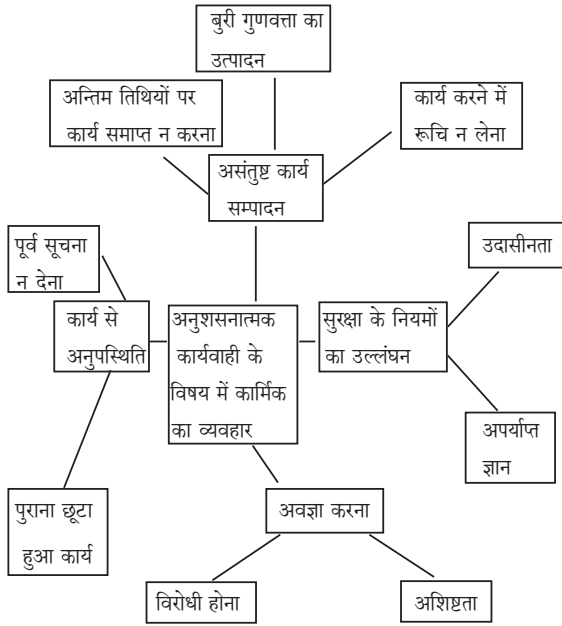 बुरी गुणवत्ता का
उत्पादन
अन्तिम तिथियों पर
कार्य समाप्त न करना
कार्य करने में
रूचि न लेना
असंतुष्ट कार्य
सम्पादन
पूर्व सूचना
न देना
उदासीनता
कार्य से
अनुपस्थिति
अनुशसनात्मक
कार्यवाही के
विषय में कार्मिक
का व्यवहार
सुरक्षा के नियमों
का उल्लंघन
अपर्याप्त
ज्ञान
पुराना छूटा
हुआ कार्य
अवज्ञा करना
विरोधी होना
अशिष्टता